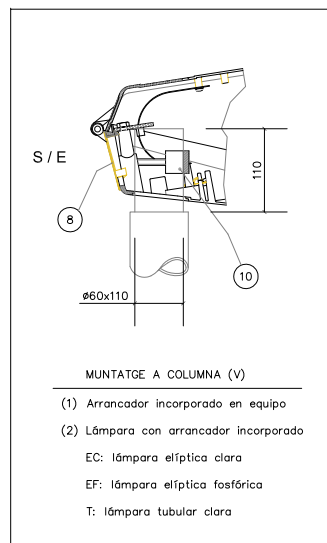 S / E
8
110
10
ø60x110
MUNTATGE A COLUMNA (V)
(1) Arrancador incorporado en equipo
(2) Lámpara con arrancador incorporado
EC: lámpara elíptica clara
EF: lámpara elíptica fosfórica
T: lámpara tubular clara